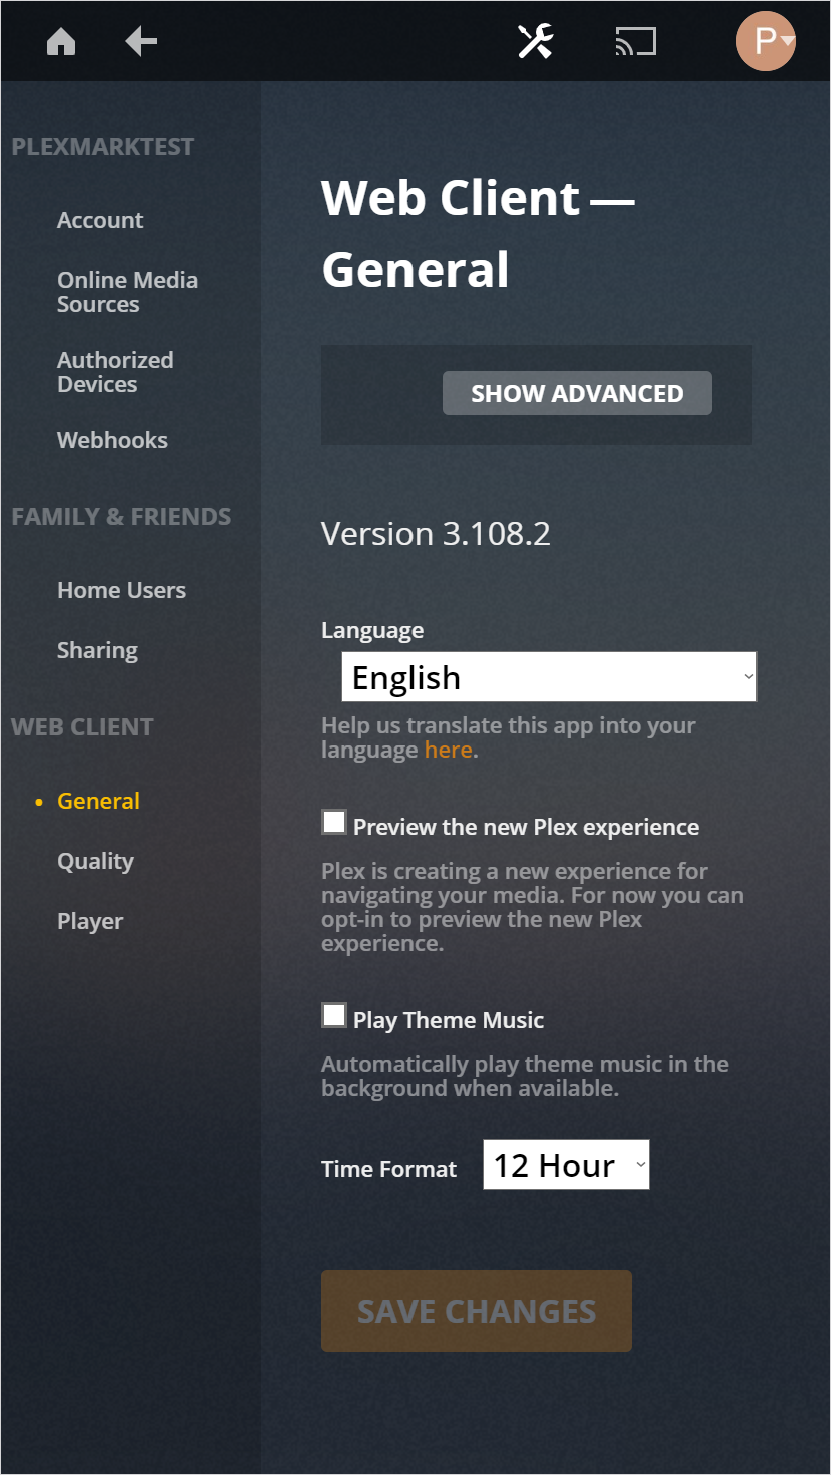 P
PLEXMARKTEST
Account
Online Media
Sources
Authorized
Devices
Webhooks
FAMILY & FRIENDS
Home Users
Sharing
WEB CLIENT
• General
Quality
Player
Web Client —
General
SHOW ADVANCED
Version 3.108.2
Language
English
Help us translate this app into your
language here.
Preview the new Plex experience
Plex is creating a new experience for
navigating your media. For now you can
opt-in to preview the new Plex
experience.
Play Theme Music
Automatically play theme music in the
background when available.
Time Format 12 Hour
SAVE CHANGES